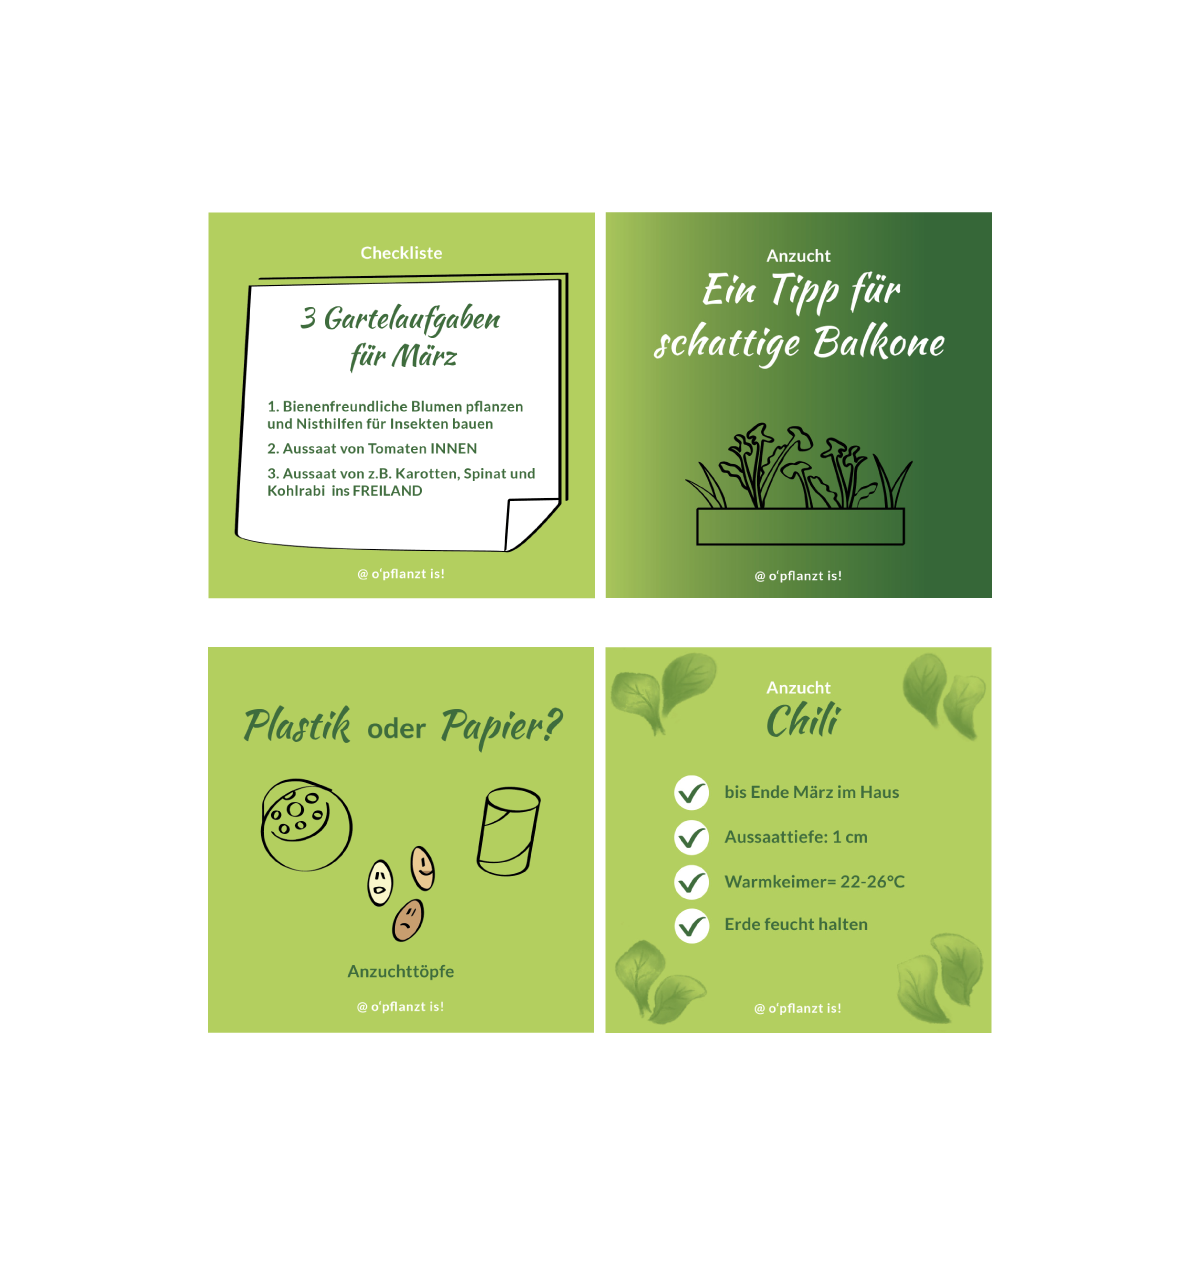 Checkliste
3 Gartelaufgaben
für März
1. Bienenfreundliche Blumen pflanzen
und Nisthilfen für Insekten bauen
2. Aussaat von Tomaten INNEN
3. Aussaat von z.B. Karotten, Spinat und
Kohlrabi ins FREILAND
@ o'pflanzt is!
Anzucht
Ein Tipp für
schattige Balkone
@ o'pflanzt is!
Plastik oder Papier?
Anzuchttöpfe
@ o'pflanzt is!
Anzucht
Chili
bis Ende März im Haus
Aussaattiefe: 1 cm
Warmkeimer= 22-26°C
Erde feucht halten
@ o'pflanzt is!